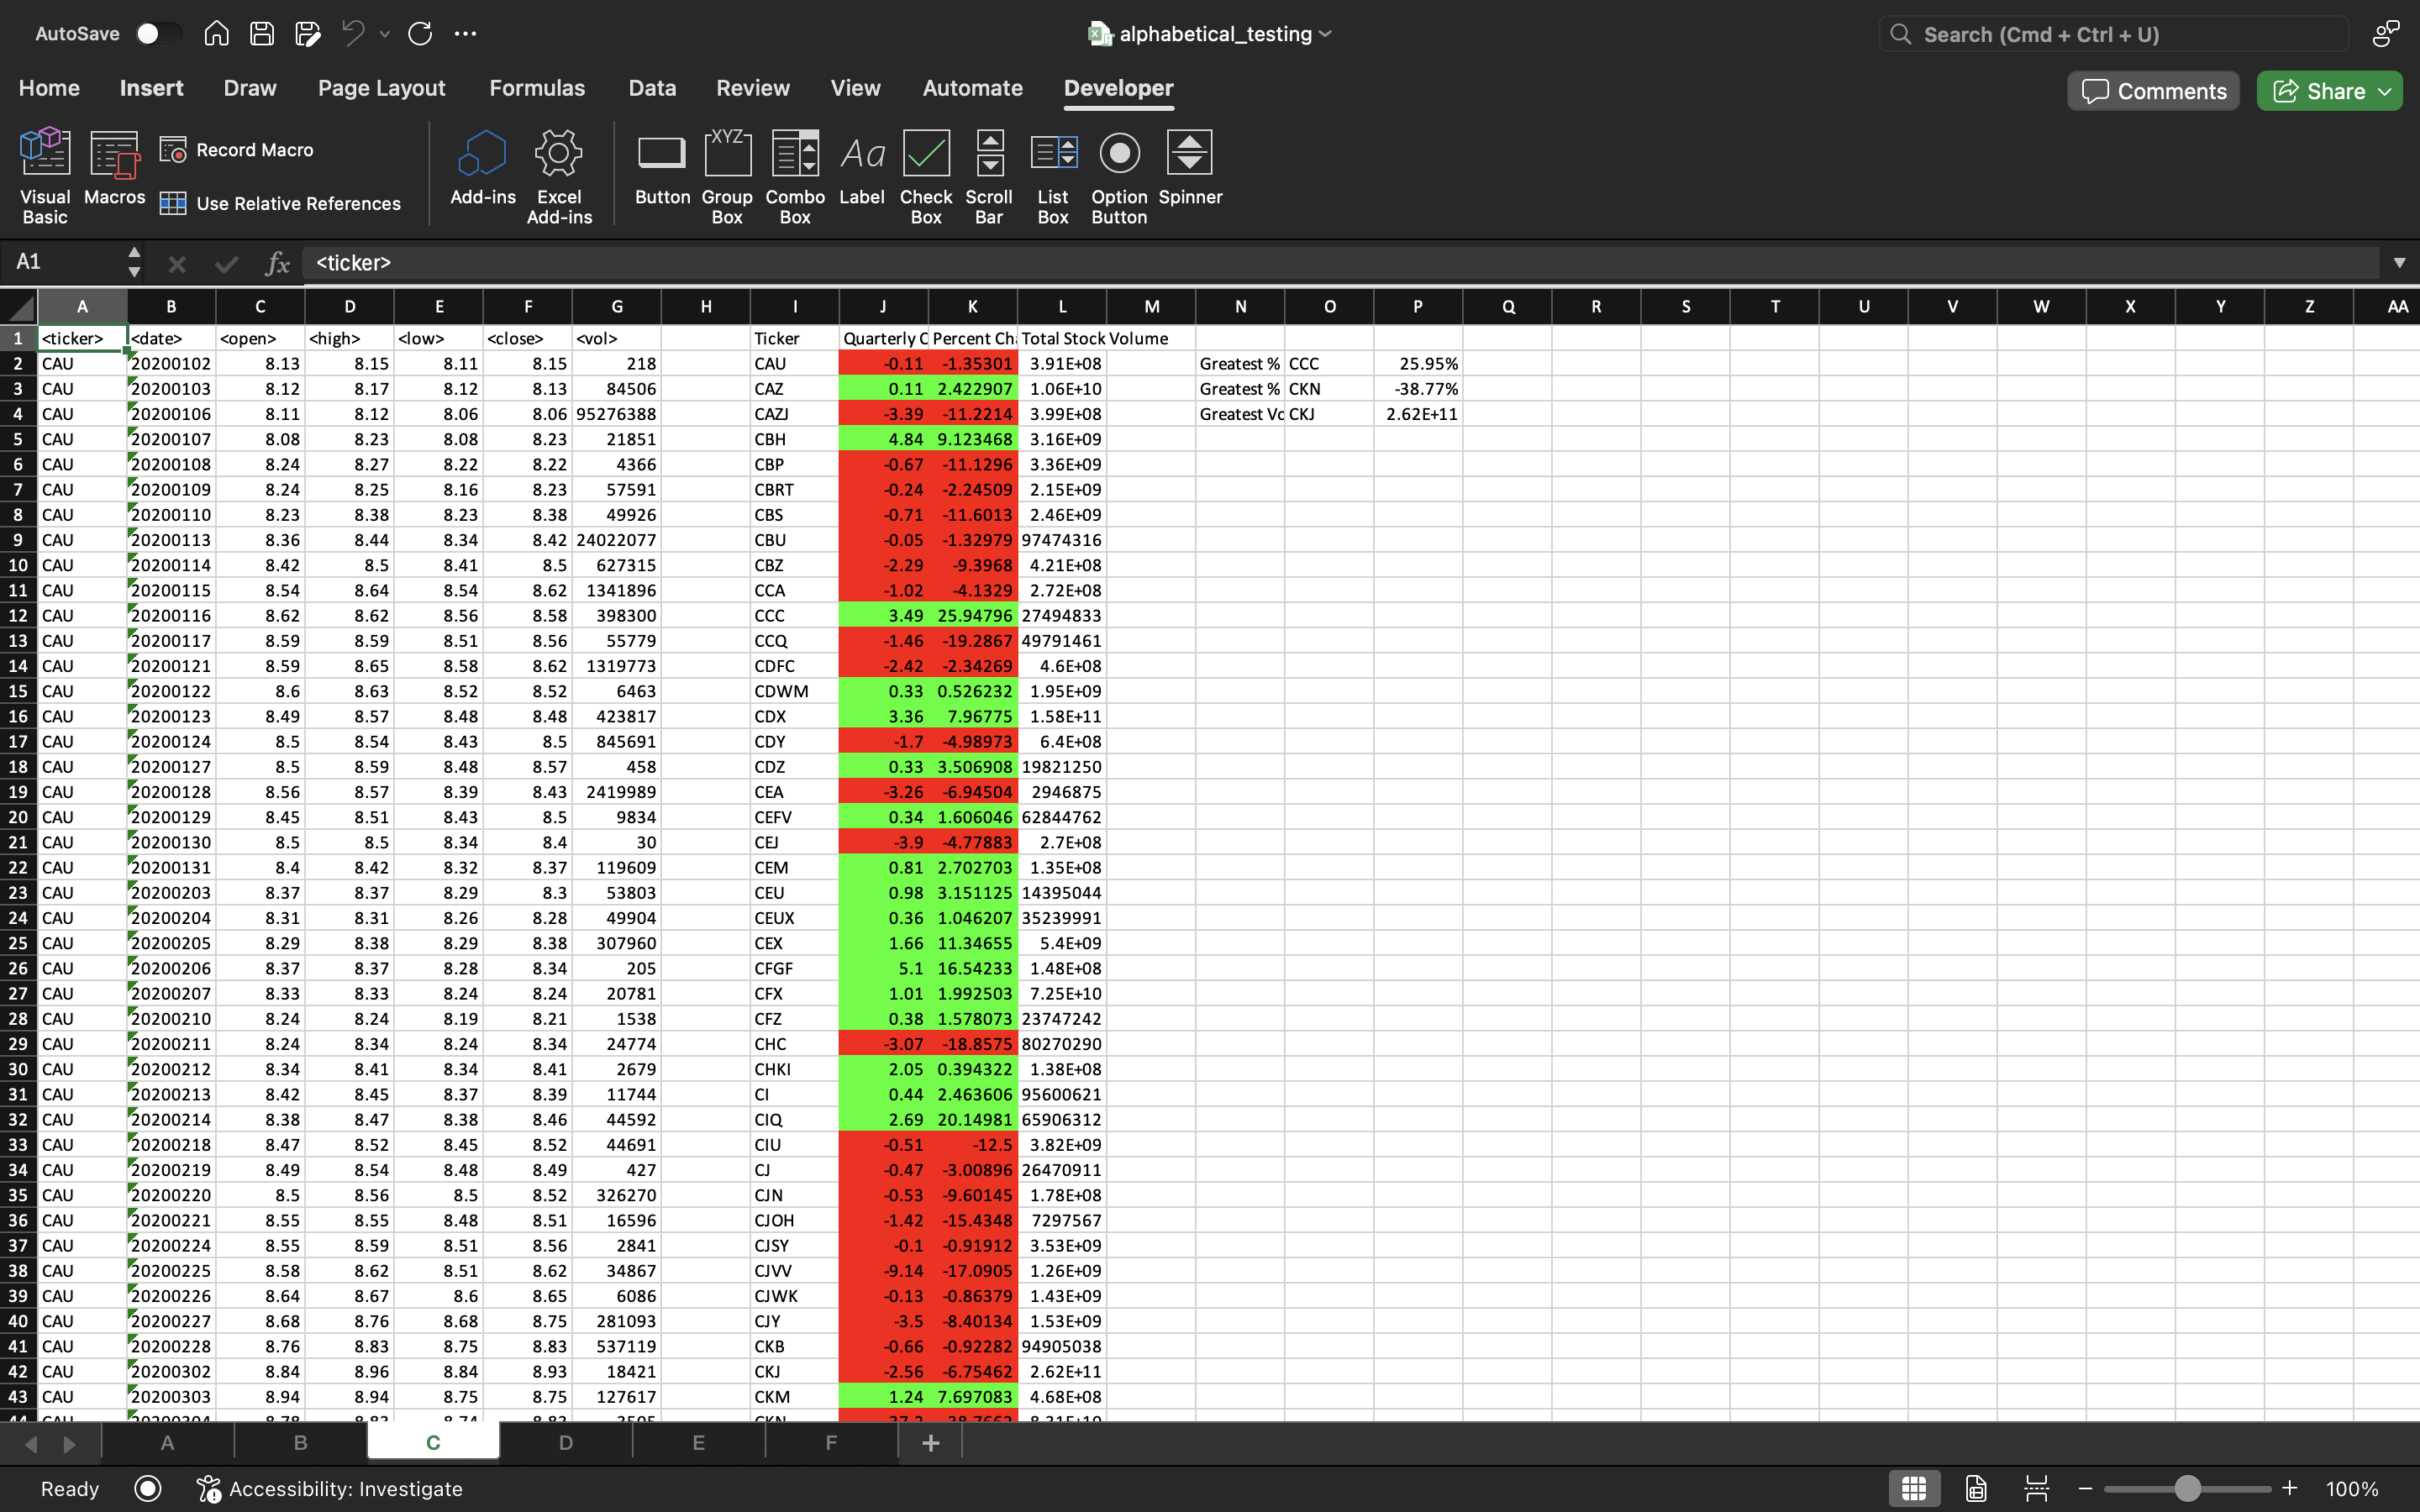 AutoSave
alphabetical_testing
Search (Cmd + Ctrl + U)
Home Insert Draw Page Layout Formulas Data Review View Automate Developer
Comments Share
Visual Basic Macros Record Macro Use Relative References Add-ins Excel Add-ins Button XYZ Group Box Combo Box Aa Label Check Box Scroll Bar List Box Option Button Spinner
A1 fx <ticker>
A B C D E F G H I J K L M N O P Q R S T U V W X Y Z AA
1 <ticker> <date> <open> <high> <low> <close> <vol> Ticker Quarterly C Percent Ch Total Stock Volume
2 CAU 20200102 8.13 8.15 8.11 8.15 218 CAU -0.11 -1.35301 3.91E+08 Greatest % CCC 25.95%
3 CAU 20200103 8.12 8.17 8.12 8.13 84506 CAZ 0.11 2.422907 1.06E+10 Greatest % CKN -38.77%
4 CAU 20200106 8.11 8.12 8.06 8.06 95276388 CAZJ -3.39 -11.2214 3.99E+08 Greatest Vo CKJ 2.62E+11
5 CAU 20200107 8.08 8.23 8.08 8.23 21851 CBH 4.84 9.123468 3.16E+09
6 CAU 20200108 8.24 8.27 8.22 8.22 4366 CBP -0.67 -11.1296 3.36E+09
7 CAU 20200109 8.24 8.25 8.16 8.23 57591 CBRT -0.24 -2.24509 2.15E+09
8 CAU 20200110 8.23 8.38 8.23 8.38 49926 CBS -0.71 -11.6013 2.46E+09
9 CAU 20200113 8.36 8.44 8.34 8.42 24022077 CBU -0.05 -1.32979 97474316
10 CAU 20200114 8.42 8.5 8.41 8.5 627315 CBZ -2.29 -9.3968 4.21E+08
11 CAU 20200115 8.54 8.64 8.54 8.62 1341896 CCA -1.02 -4.1329 2.72E+08
12 CAU 20200116 8.62 8.62 8.56 8.58 398300 CCC 3.49 25.94796 27494833
13 CAU 20200117 8.59 8.59 8.51 8.56 55779 CCQ -1.46 -19.2867 49791461
14 CAU 20200121 8.59 8.65 8.58 8.62 1319773 CDFC -2.42 -2.34269 4.6E+08
15 CAU 20200122 8.6 8.63 8.52 8.52 6463 CDWM 0.33 0.526232 1.95E+09
16 CAU 20200123 8.49 8.57 8.48 8.48 423817 CDX 3.36 7.96775 1.58E+11
17 CAU 20200124 8.5 8.54 8.43 8.5 845691 CDY -1.7 -4.98973 6.4E+08
18 CAU 20200127 8.5 8.59 8.48 8.57 458 CDZ 0.33 3.506908 19821250
19 CAU 20200128 8.56 8.57 8.39 8.43 2419989 CEA -3.26 -6.94504 2946875
20 CAU 20200129 8.45 8.51 8.43 8.5 9834 CEFV 0.34 1.606046 62844762
21 CAU 20200130 8.5 8.5 8.34 8.4 30 CEJ -3.9 -4.77883 2.7E+08
22 CAU 20200131 8.4 8.42 8.32 8.37 119609 CEM 0.81 2.702703 1.35E+08
23 CAU 20200203 8.37 8.37 8.29 8.3 53803 CEU 0.98 3.151125 14395044
24 CAU 20200204 8.31 8.31 8.26 8.28 49904 CEUX 0.36 1.046207 35239991
25 CAU 20200205 8.29 8.38 8.29 8.38 307960 CEX 1.66 11.34655 5.4E+09
26 CAU 20200206 8.37 8.37 8.28 8.34 205 CFGF 5.1 16.54233 1.48E+08
27 CAU 20200207 8.33 8.33 8.24 8.24 20781 CFX 1.01 1.992503 7.25E+10
28 CAU 20200210 8.24 8.24 8.19 8.21 1538 CFZ 0.38 1.578073 23747242
29 CAU 20200211 8.24 8.34 8.24 8.34 24774 CHC -3.07 -18.8575 80270290
30 CAU 20200212 8.34 8.41 8.34 8.41 2679 CHKI 2.05 0.394322 1.38E+08
31 CAU 20200213 8.42 8.45 8.37 8.39 11744 CI 0.44 2.463606 95600621
32 CAU 20200214 8.38 8.47 8.38 8.46 44592 CIQ 2.69 20.14981 65906312
33 CAU 20200218 8.47 8.52 8.45 8.52 44691 CIU -0.51 -12.5 3.82E+09
34 CAU 20200219 8.49 8.54 8.48 8.49 427 CJ -0.47 -3.00896 26470911
35 CAU 20200220 8.5 8.56 8.5 8.52 326270 CJN -0.53 -9.60145 1.78E+08
36 CAU 20200221 8.55 8.55 8.48 8.51 16596 CJOH -1.42 -15.4348 7297567
37 CAU 20200224 8.55 8.59 8.51 8.56 2841 CJSY -0.1 -0.91912 3.53E+09
38 CAU 20200225 8.58 8.62 8.51 8.62 34867 CJVV -9.14 -17.0905 1.26E+09
39 CAU 20200226 8.64 8.67 8.6 8.65 6086 CJWK -0.13 -0.86379 1.43E+09
40 CAU 20200227 8.68 8.76 8.68 8.75 281093 CJY -3.5 -8.40134 1.53E+09
41 CAU 20200228 8.76 8.83 8.75 8.83 537119 CKB -0.66 -0.92282 94905038
42 CAU 20200302 8.84 8.96 8.84 8.93 18421 CKJ -2.56 -6.75462 2.62E+11
43 CAU 20200303 8.94 8.94 8.75 8.75 127617 CKM 1.24 7.697083 4.68E+08
A B C D E F
Ready Accessibility: Investigate 100%